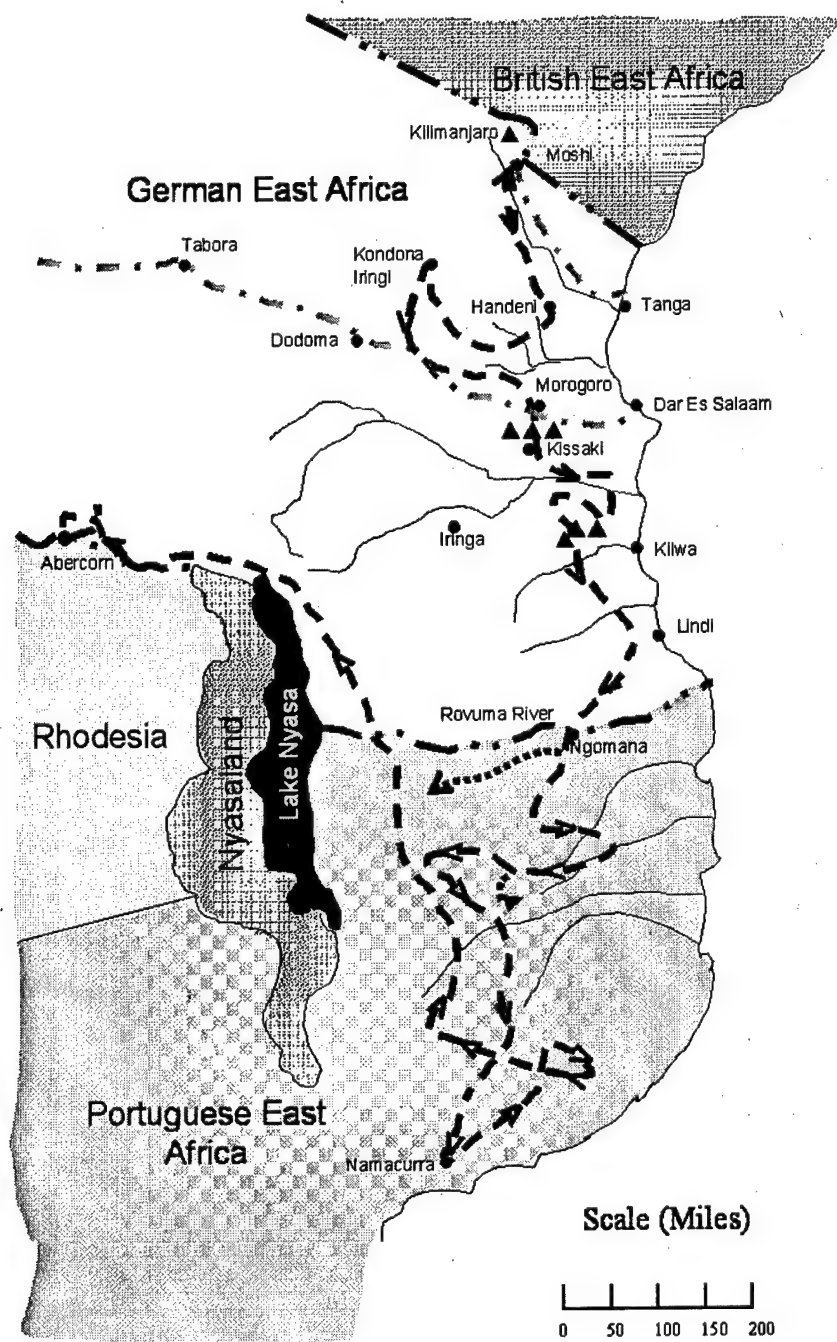 British East Africa
Kilimanjaro
Moshi
German East Africa
Tabora
Kondona
Iringi
Handeni
Tanga
Dodoma
Morogoro
Dar Es Salaam
Kissaki
Iringa
Kilwa
Abercorn
Lindi
Rovuma River
Ngomana
Rhodesia
Nyasaland
Lake Nyasa
Portuguese East
Africa
Namacurra
Scale (Miles)
0 50 100 150 200